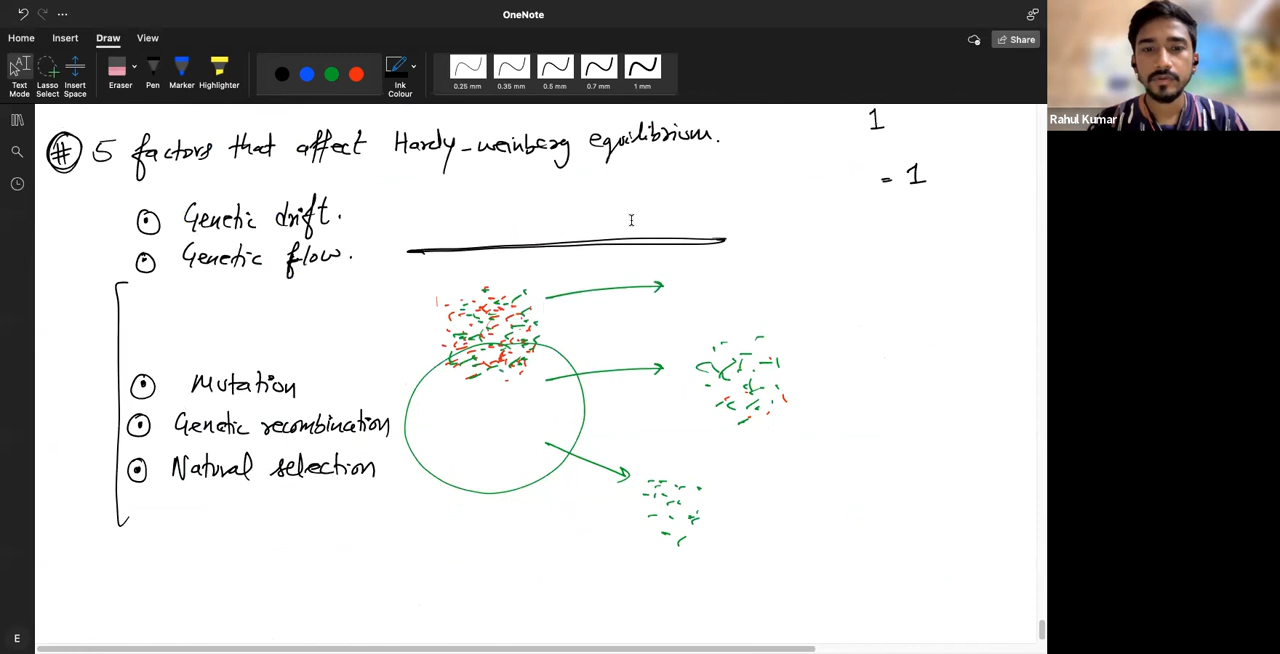 OneNote
Home Insert Draw View
Share
Text Mode
Lasso Select
Insert Space
Eraser
Pen
Marker
Highlighter
Ink Colour
0.25 mm
0.35 mm
0.5 mm
0.7 mm
1 mm
Rahul Kumar
1
= 1
# 5 factors that affect Hardy-weinberg equilibrium.
Genetic drift.
Genetic flow.
Mutation
Genetic recombination
Natural selection
E